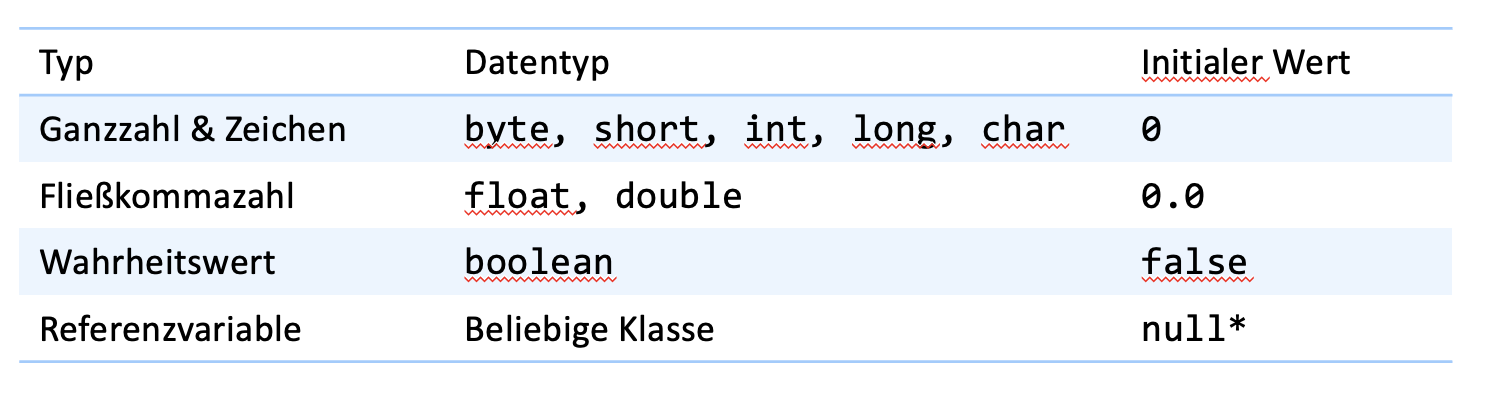 Typ Datentyp Initialer Wert
Ganzzahl & Zeichen byte, short, int, long, char 0
Fließkommazahl float, double 0.0
Wahrheitswert boolean false
Referenzvariable Beliebige Klasse null*